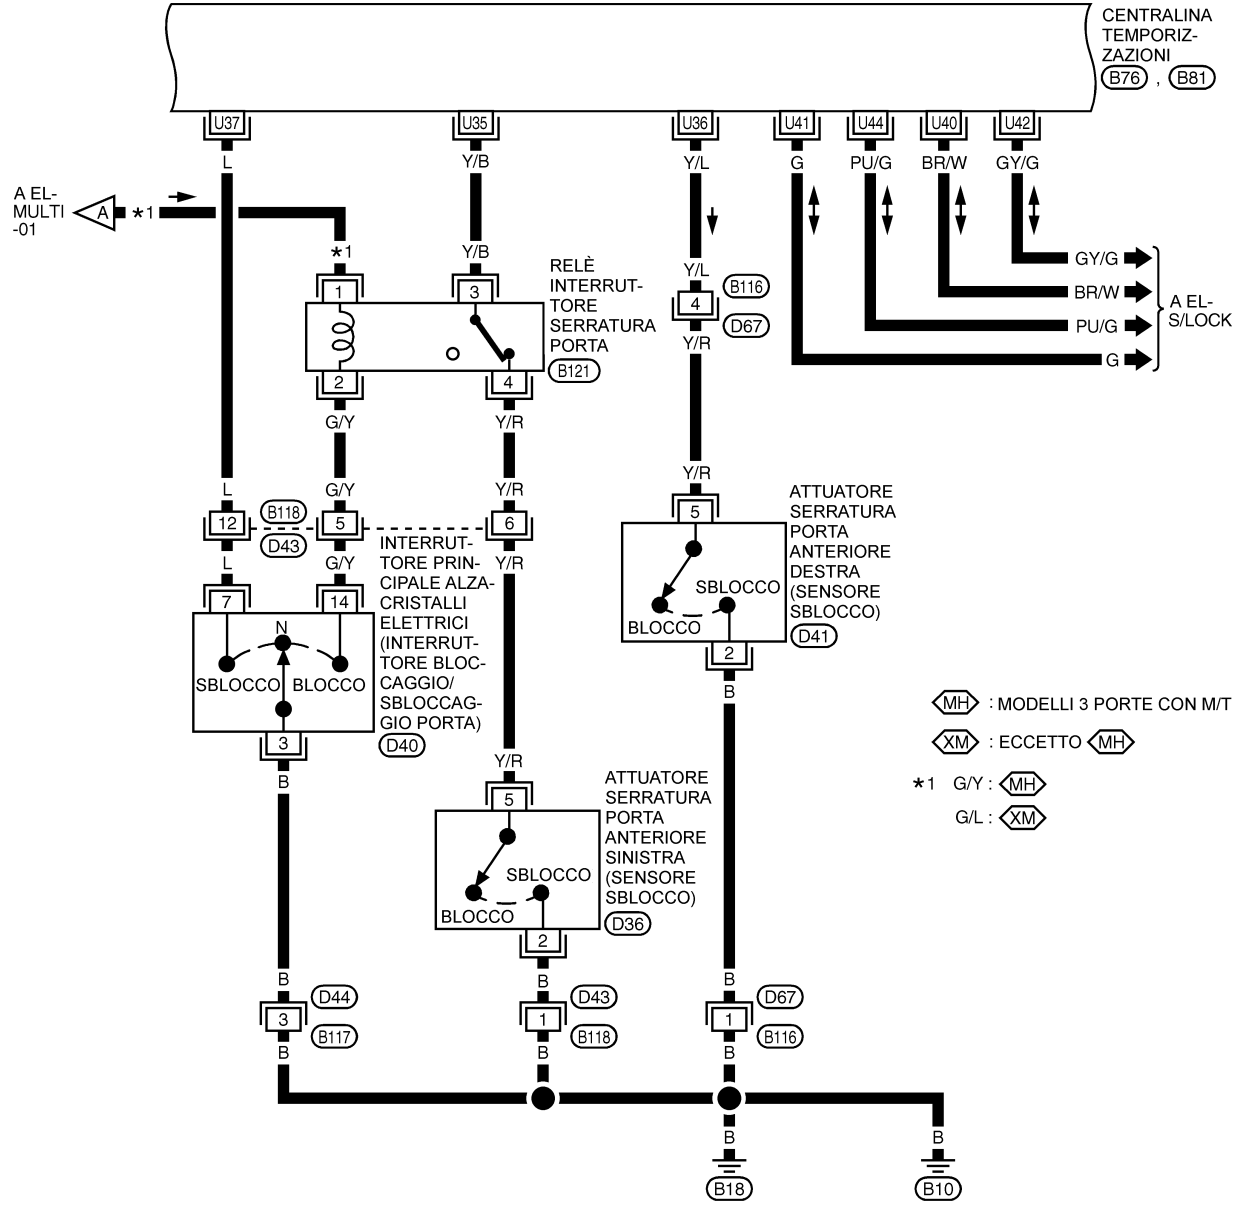 CENTRALINA
TEMPORIZ-
ZAZIONI
B76 , B81
U37 U35 U36 U41 U44 U40 U42
L Y/B Y/L G PU/G BR/W GY/G
A EL-
MULTI
-01
A *1
*1 Y/B Y/L
GY/G
BR/W
PU/G
G
A EL-
S/LOCK
1 3
RELÈ
INTERRUT-
TORE
SERRATURA
PORTA
B121
2 4
B116
4
D67
Y/R
G/Y Y/R
L G/Y Y/R Y/R
12 B118 5 6
D43
L G/Y Y/R
7 14
INTERRUT-
TORE PRIN-
CIPALE ALZA-
CRISTALLI
ELETTRICI
(INTERRUT-
TORE BLOC-
CAGGIO/
SBLOCCAG-
GIO PORTA)
D40
N
SBLOCCO BLOCCO
3
B
5
ATTUATORE
SERRATURA
PORTA
ANTERIORE
DESTRA
(SENSORE
SBLOCCO)
D41
SBLOCCO
BLOCCO
2
B
MH : MODELLI 3 PORTE CON M/T
XM : ECCETTO MH
*1 G/Y : MH
G/L : XM
Y/R
5
ATTUATORE
SERRATURA
PORTA
ANTERIORE
SINISTRA
(SENSORE
SBLOCCO)
D36
SBLOCCO
BLOCCO
2
B B B
D44 D43 D67
3 1 1
B117 B118 B116
B B B
B B
B18 B10